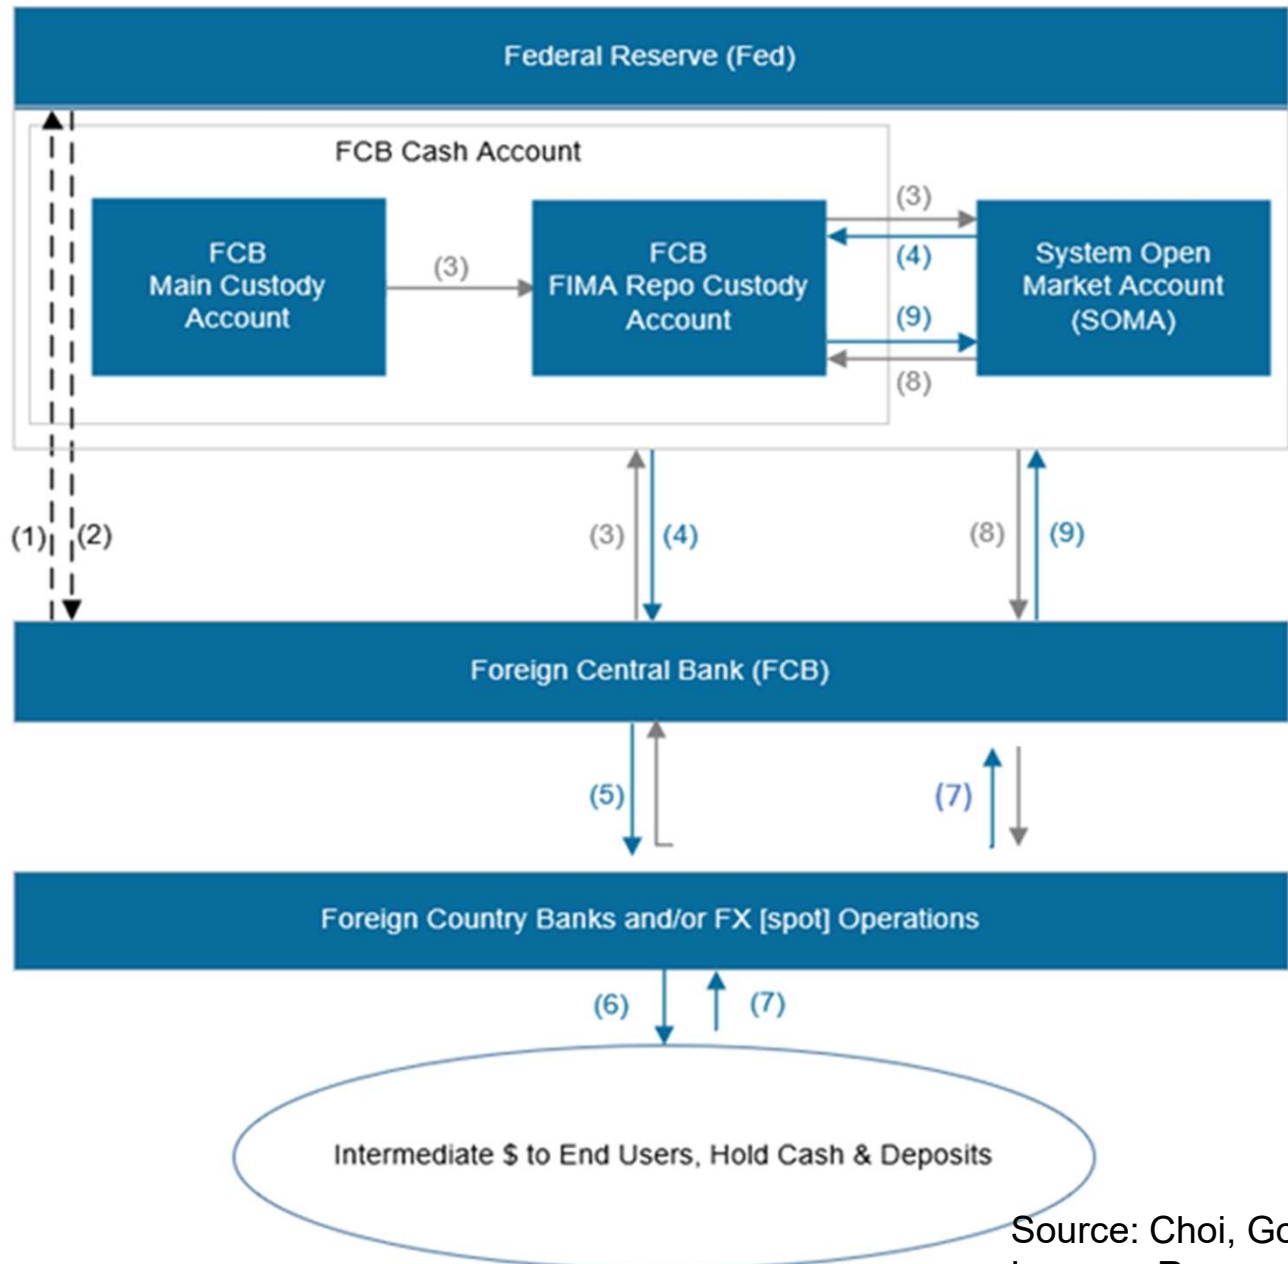 Federal Reserve (Fed)
FCB Cash Account
(3)
FCB
Main Custody
Account
(3)
FCB
FIMA Repo Custody
Account
(4)
(9)
(8)
System Open
Market Account
(SOMA)
(1)
(2)
(3)
(4)
(8)
(9)
Foreign Central Bank (FCB)
(5)
(7)
Foreign Country Banks and/or FX [spot] Operations
(6)
(7)
Intermediate $ to End Users, Hold Cash & Deposits
Source: Choi, Go